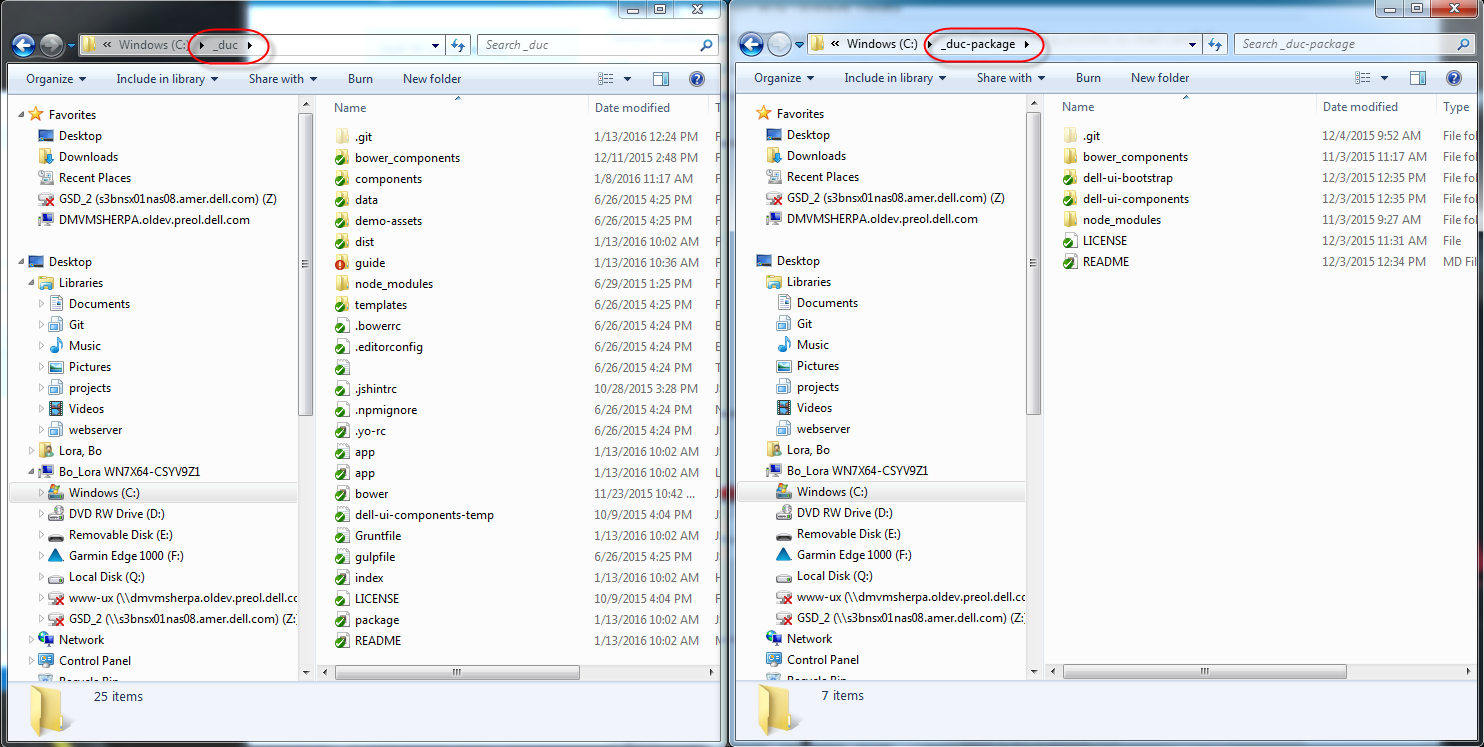 « Windows (C:) _duc
Search _duc
Organize Include in library Share with Burn New folder
Favorites
Desktop
Downloads
Recent Places
GSD_2 (s3bnsx01nas08.amer.dell.com) (Z)
DMVMSHERPA.oldev.preol.dell.com
Desktop
Libraries
Documents
Git
Music
Pictures
projects
Videos
webserver
Lora, Bo
Bo_Lora WN7X64-CSYV9Z1
Windows (C:)
DVD RW Drive (D:)
Removable Disk (E:)
Garmin Edge 1000 (F:)
Local Disk (Q:)
www-ux (\\dmvmsherpa.oldev.preol.dell.cc
GSD_2 (\\s3bnsx01nas08.amer.dell.com) (Z:
Network
Control Panel
Recycle Bin
Name Date modified T
.git 1/13/2016 12:24 PM F
bower_components 12/11/2015 2:48 PM F
components 1/8/2016 11:17 AM F
data 6/26/2015 4:25 PM F
demo-assets 6/26/2015 4:25 PM F
dist 1/13/2016 10:02 AM F
guide 1/13/2016 10:36 AM F
node_modules 6/29/2015 1:25 PM F
templates 6/26/2015 4:25 PM F
.bowerrc 6/26/2015 4:24 PM B
.editorconfig 6/26/2015 4:24 PM E
6/26/2015 4:24 PM T
.jshintrc 10/28/2015 3:28 PM J
.npmignore 6/26/2015 4:24 PM N
.yo-rc 6/26/2015 4:24 PM J
app 1/13/2016 10:02 AM J
app 1/13/2016 10:02 AM L
bower 11/23/2015 10:42 ... J
dell-ui-components-temp 10/9/2015 4:04 PM J
Gruntfile 1/13/2016 10:02 AM J
gulpfile 6/26/2015 4:25 PM J
index 1/13/2016 10:02 AM H
LICENSE 10/9/2015 4:04 PM F
package 1/13/2016 10:02 AM J
README 1/13/2016 10:02 AM M
25 items
« Windows (C:) _duc-package
Search _duc-package
Organize Include in library Share with Burn New folder
Favorites
Desktop
Downloads
Recent Places
GSD_2 (s3bnsx01nas08.amer.dell.com) (Z)
DMVMSHERPA.oldev.preol.dell.com
Desktop
Libraries
Documents
Git
Music
Pictures
projects
Videos
webserver
Lora, Bo
Bo_Lora WN7X64-CSYV9Z1
Windows (C:)
DVD RW Drive (D:)
Removable Disk (E:)
Garmin Edge 1000 (F:)
Local Disk (Q:)
www-ux (\\dmvmsherpa.oldev.preol.dell.cc
GSD_2 (\\s3bnsx01nas08.amer.dell.com) (Z:
Network
Control Panel
Recycle Bin
Name Date modified Type
.git 12/4/2015 9:52 AM File fol
bower_components 11/3/2015 11:17 AM File fol
dell-ui-bootstrap 12/3/2015 12:35 PM File fol
dell-ui-components 12/3/2015 12:35 PM File fol
node_modules 11/3/2015 9:27 AM File fol
LICENSE 12/3/2015 11:31 AM File
README 12/3/2015 12:34 PM MD Fil
7 items